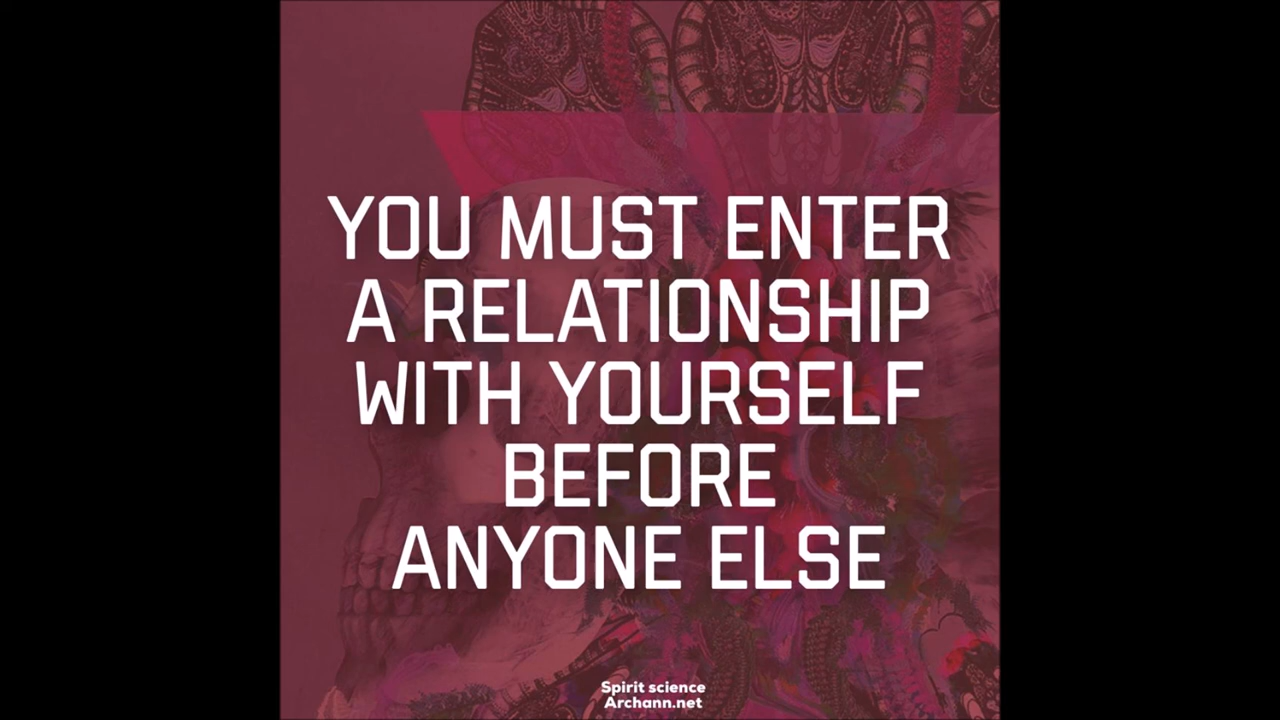 YOU MUST ENTER
A RELATIONSHIP
WITH YOURSELF
BEFORE
ANYONE ELSE
Spirit science
Archann.net